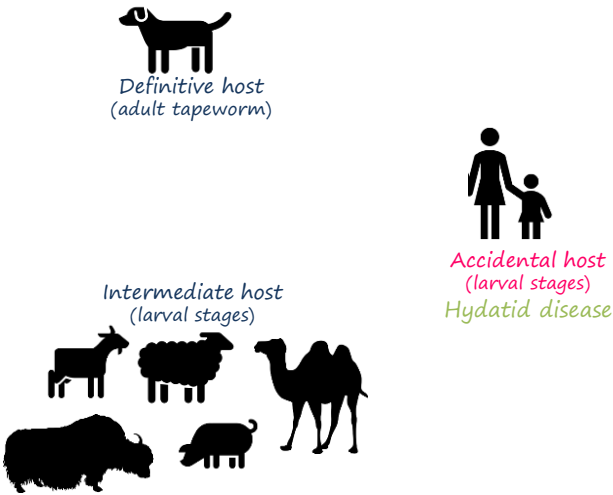 Definitive host
(adult tapeworm)
Accidental host
(larval stages)
Hydatid disease
Intermediate host
(larval stages)